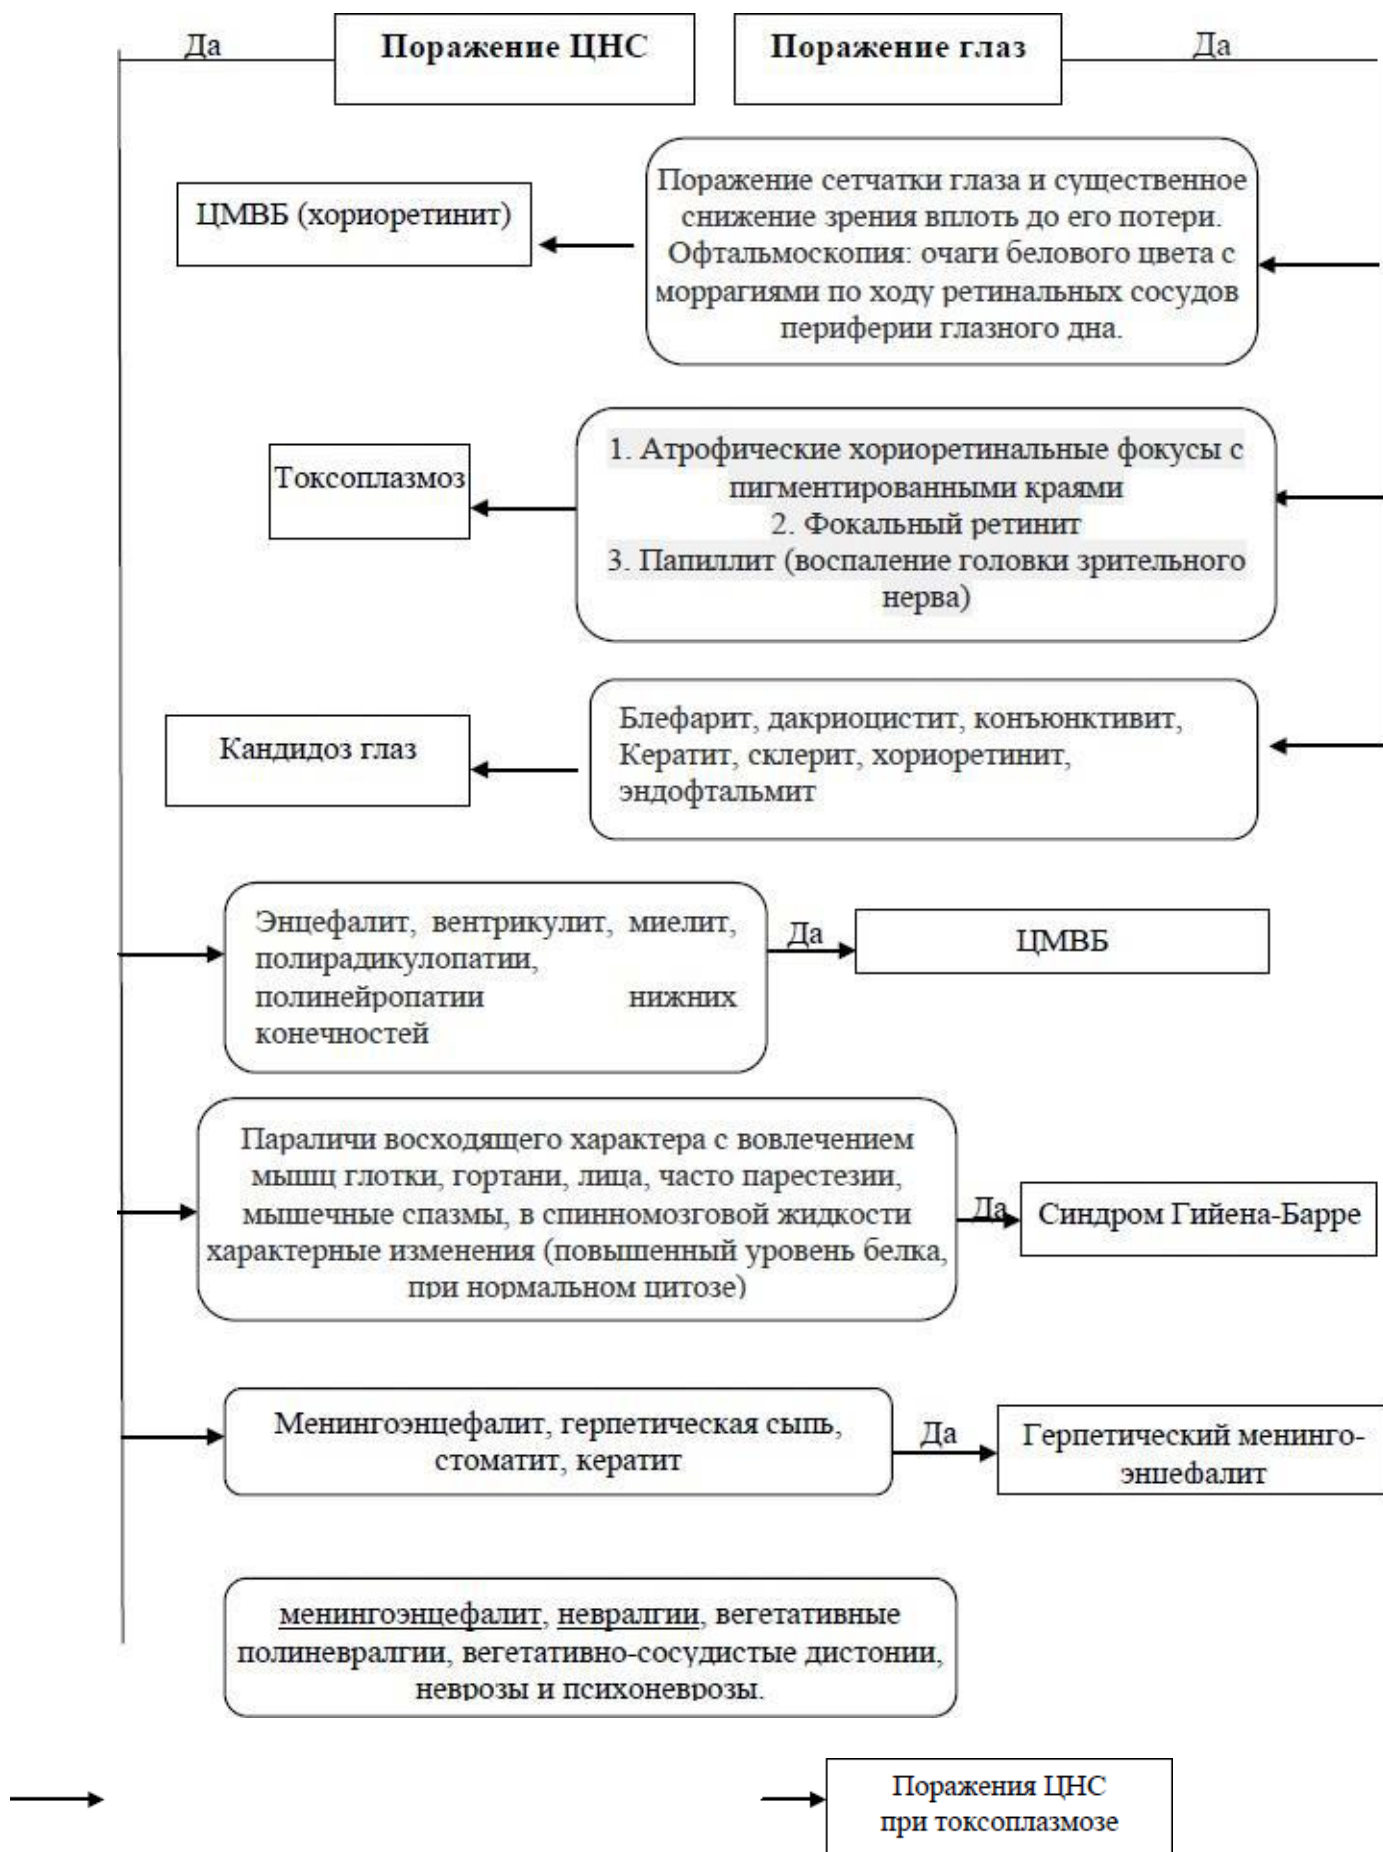 Да
Поражение ЦНС
Поражение глаз
Да
Поражение сетчатки глаза и существенное
снижение зрения вплоть до его потери.
Офтальмоскопия: очаги белового цвета с
моррагиями по ходу ретинальных сосудов
периферии глазного дна.
ЦМВБ (хориоретинит)
1. Атрофические хориоретинальные фокусы с
пигментированными краями
2. Фокальный ретинит
3. Папиллит (воспаление головки зрительного
нерва)
Токсоплазмоз
Блефарит, дакриоцистит, конъюнктивит,
Кератит, склерит, хориоретинит,
эндофтальмит
Кандидоз глаз
Энцефалит, вентрикулит, миелит,
полирадикулопатии,
полинейропатии нижних
конечностей
Да
ЦМВБ
Параличи восходящего характера с вовлечением
мышц глотки, гортани, лица, часто парестезии,
мышечные спазмы, в спинномозговой жидкости
характерные изменения (повышенный уровень белка,
при нормальном цитозе)
Да
Синдром Гийена-Барре
Менингоэнцефалит, герпетическая сыпь,
стоматит, кератит
Да
Герпетический менинго-
энцефалит
менингоэнцефалит, невралгии, вегетативные
полиневралгии, вегетативно-сосудистые дистонии,
неврозы и психоневрозы.
Поражения ЦНС
при токсоплазмозе